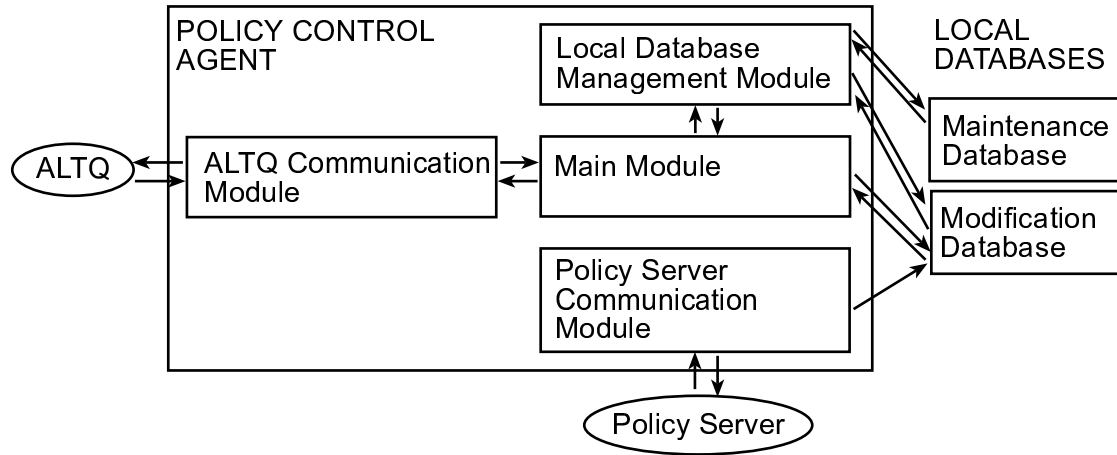 POLICY CONTROL
AGENT
Local Database
Management Module
LOCAL
DATABASES
Maintenance
Database
ALTQ
ALTQ Communication
Module
Main Module
Modification
Database
Policy Server
Communication
Module
Policy Server